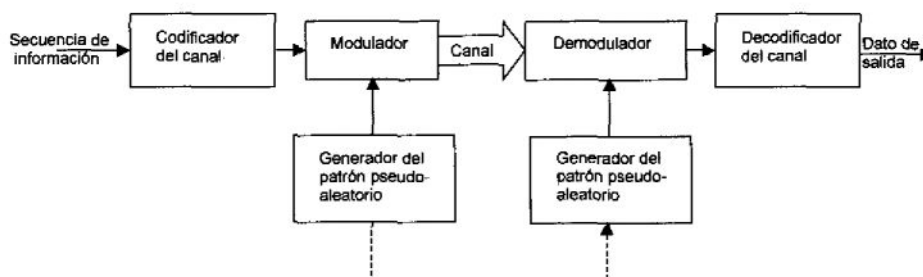 Secuencia de
información
Codificador
del canal
Modulador
Canal
Demodulador
Decodificador
del canal
Dato de
salida
Generador del
patrón pseudo-
aleatorio
Generador del
patrón pseudo-
aleatorio